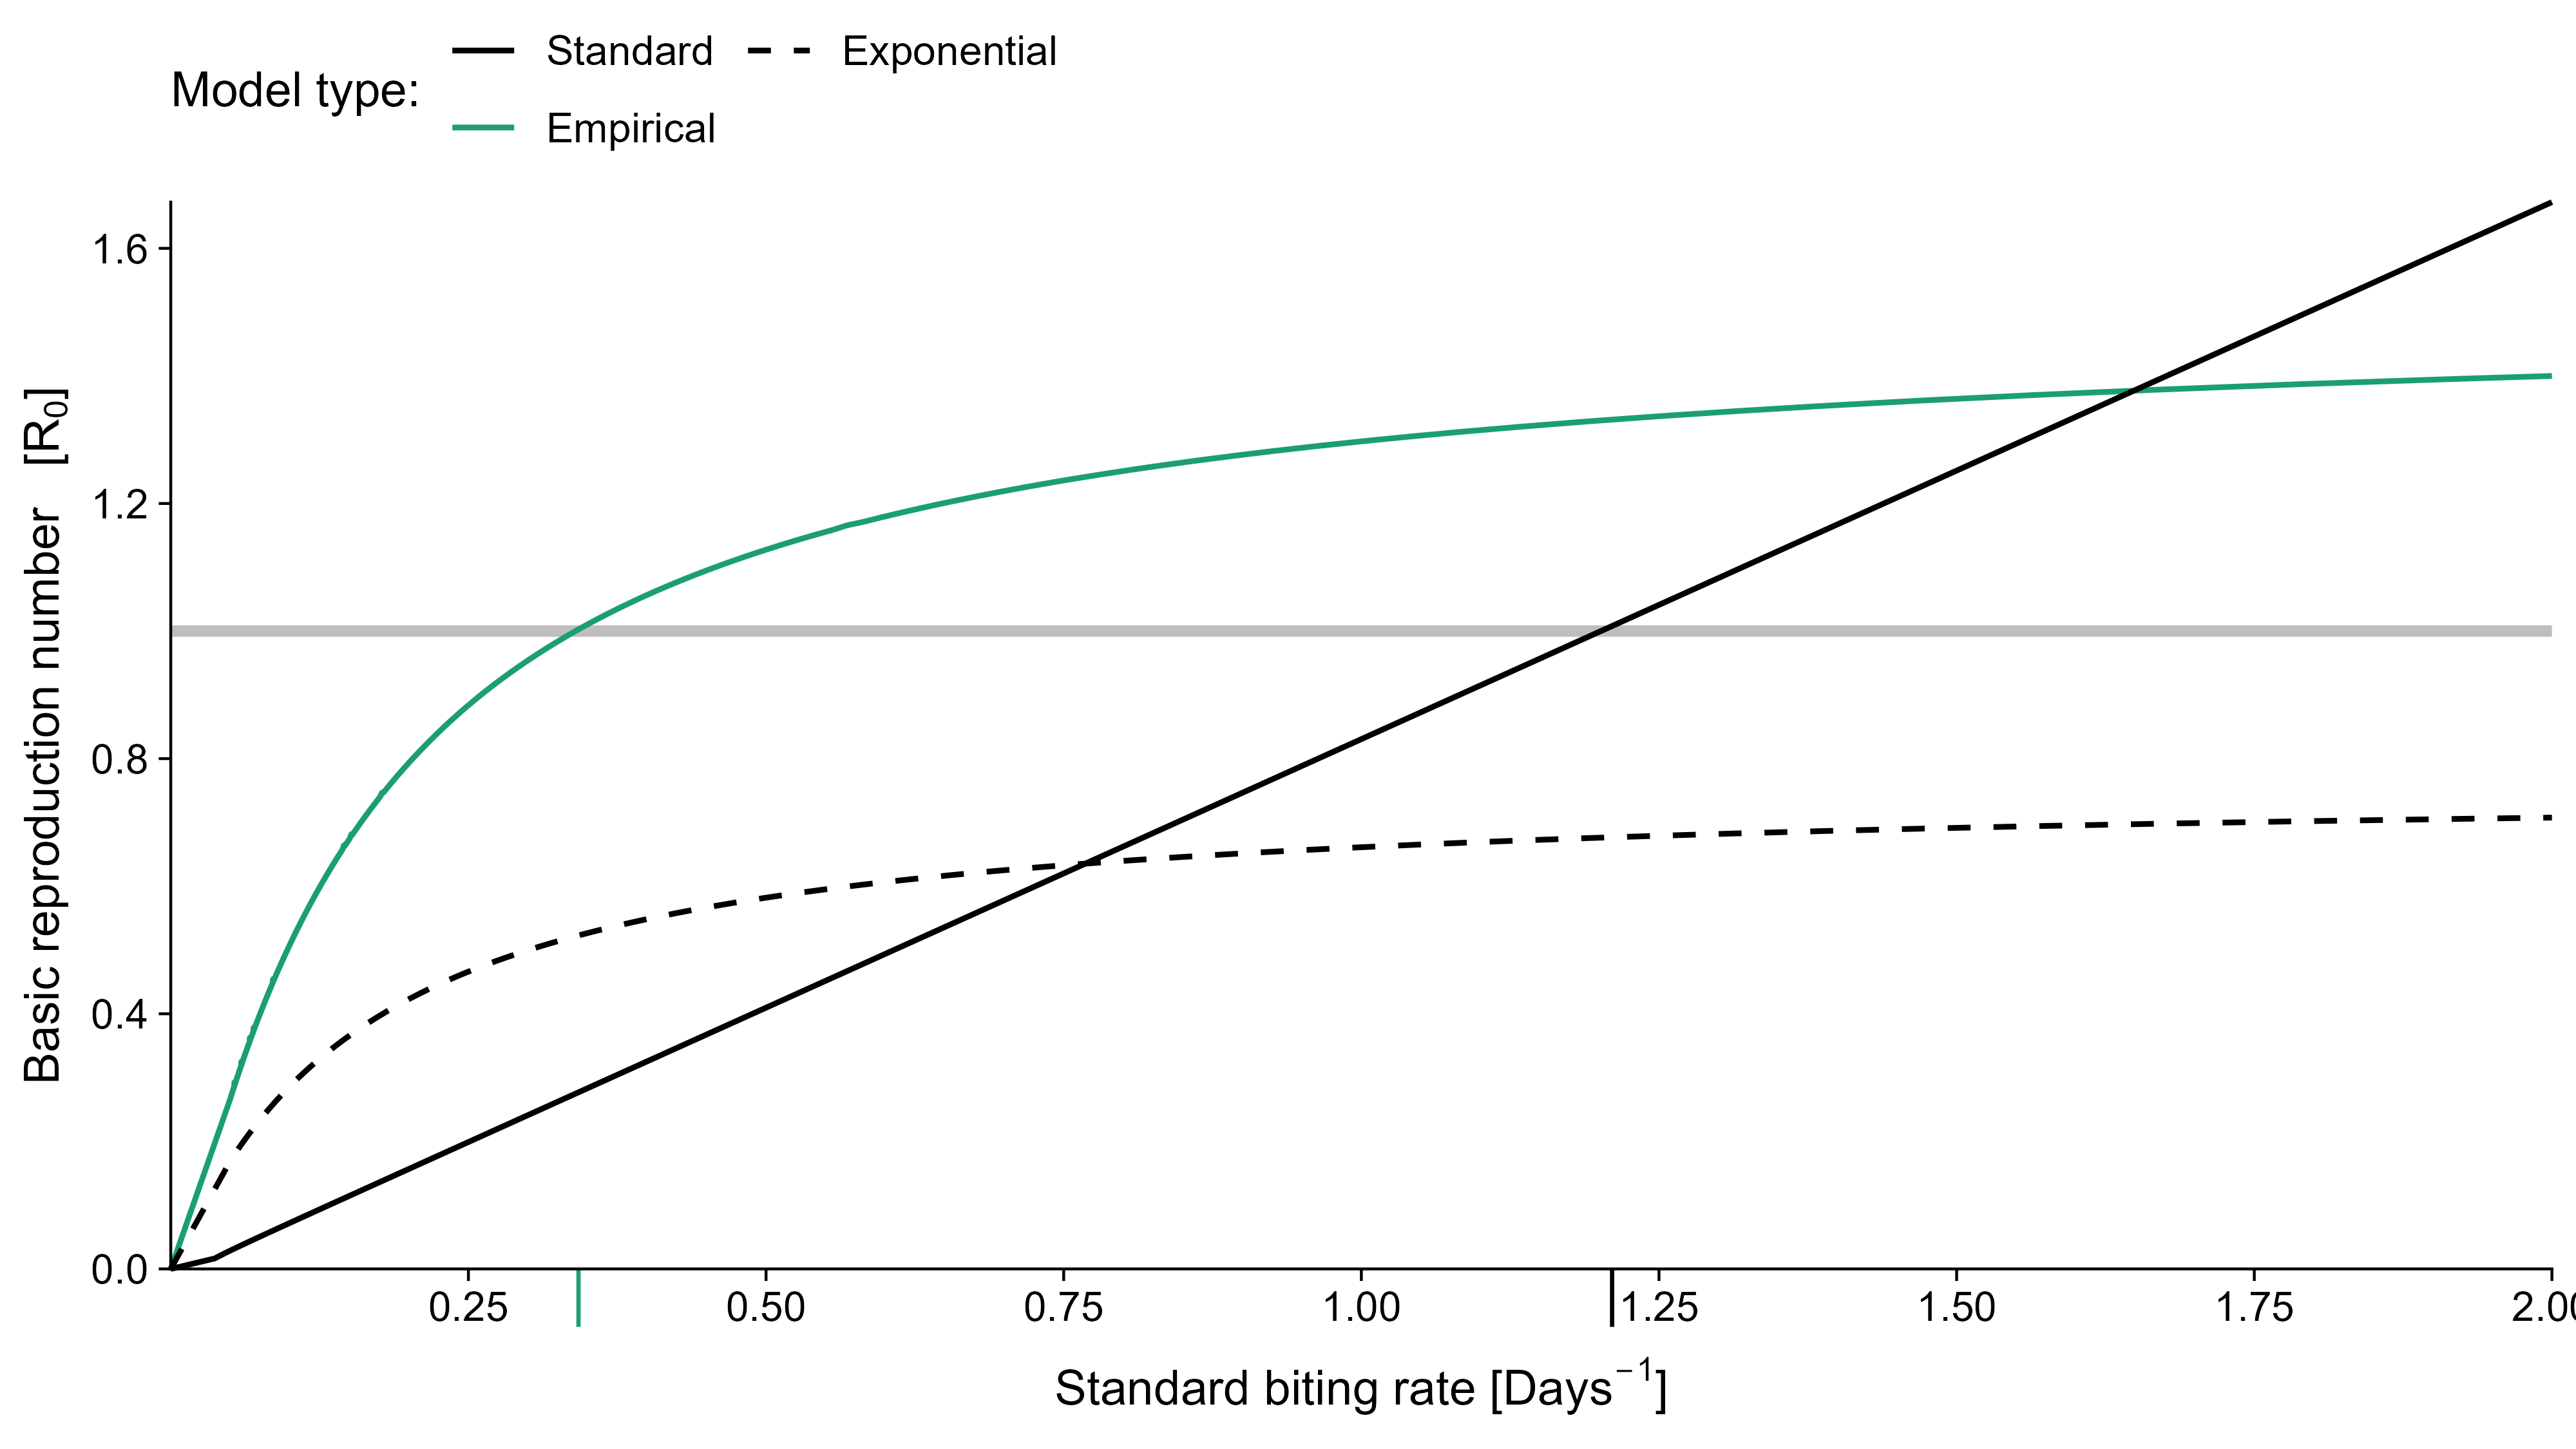 Model type:
Standard
Exponential
Empirical
Basic reproduction number [R₀]
1.6
1.2
0.8
0.4
0.0
0.25 0.50 0.75 1.00 1.25 1.50 1.75 2.00
Standard biting rate [Days⁻¹]